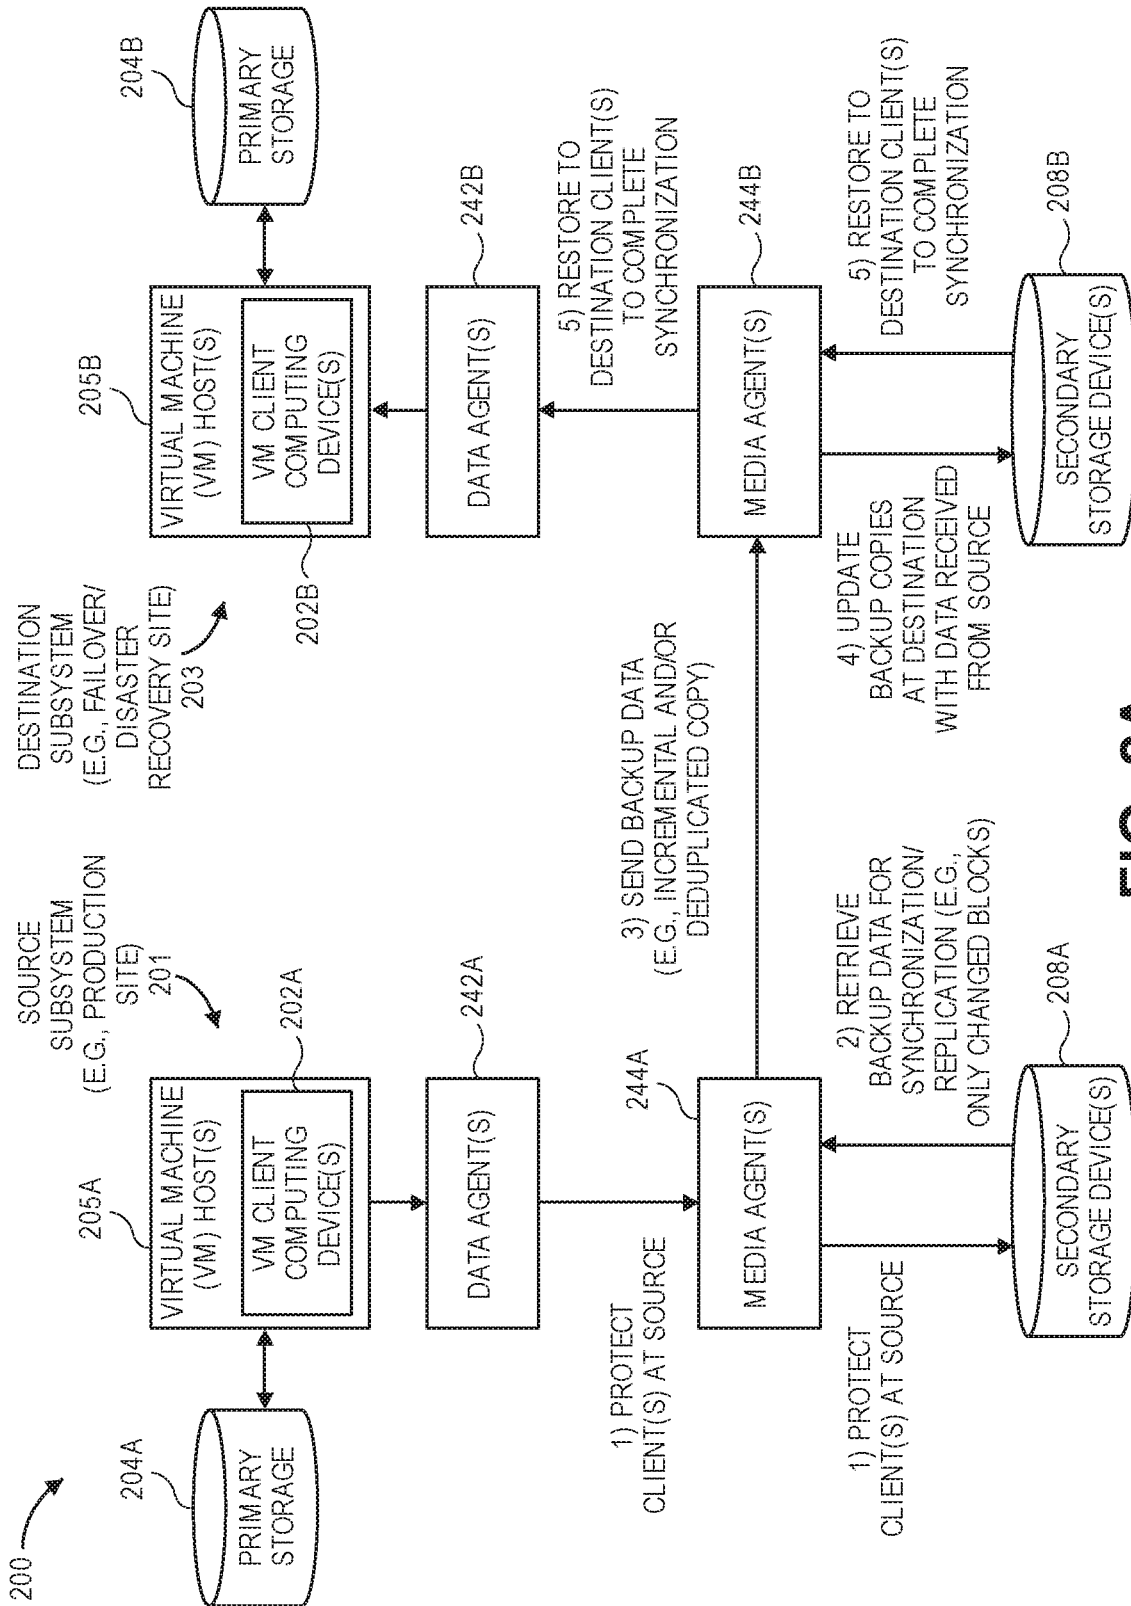 200
SOURCE
SUBSYSTEM
(E.G., PRODUCTION
SITE)
201
DESTINATION
SUBSYSTEM
(E.G., FAILOVER/
DISASTER
RECOVERY SITE)
203
204A
PRIMARY
STORAGE
205A
VIRTUAL MACHINE
(VM) HOST(S)
VM CLIENT
COMPUTING
DEVICE(S)
202A
205B
VIRTUAL MACHINE
(VM) HOST(S)
VM CLIENT
COMPUTING
DEVICE(S)
202B
204B
PRIMARY
STORAGE
DATA AGENT(S)
242A
DATA AGENT(S)
242B
1) PROTECT
CLIENT(S) AT SOURCE
5) RESTORE TO
DESTINATION CLIENT(S)
TO COMPLETE
SYNCHRONIZATION
MEDIA AGENT(S)
244A
3) SEND BACKUP DATA
(E.G., INCREMENTAL AND/OR
DEDUPLICATED COPY)
MEDIA AGENT(S)
244B
1) PROTECT
CLIENT(S) AT SOURCE
2) RETRIEVE
BACKUP DATA FOR
SYNCHRONIZATION/
REPLICATION (E.G.,
ONLY CHANGED BLOCKS)
4) UPDATE
BACKUP COPIES
AT DESTINATION
WITH DATA RECEIVED
FROM SOURCE
5) RESTORE TO
DESTINATION CLIENT(S)
TO COMPLETE
SYNCHRONIZATION
SECONDARY
STORAGE DEVICE(S)
208A
SECONDARY
STORAGE DEVICE(S)
208B